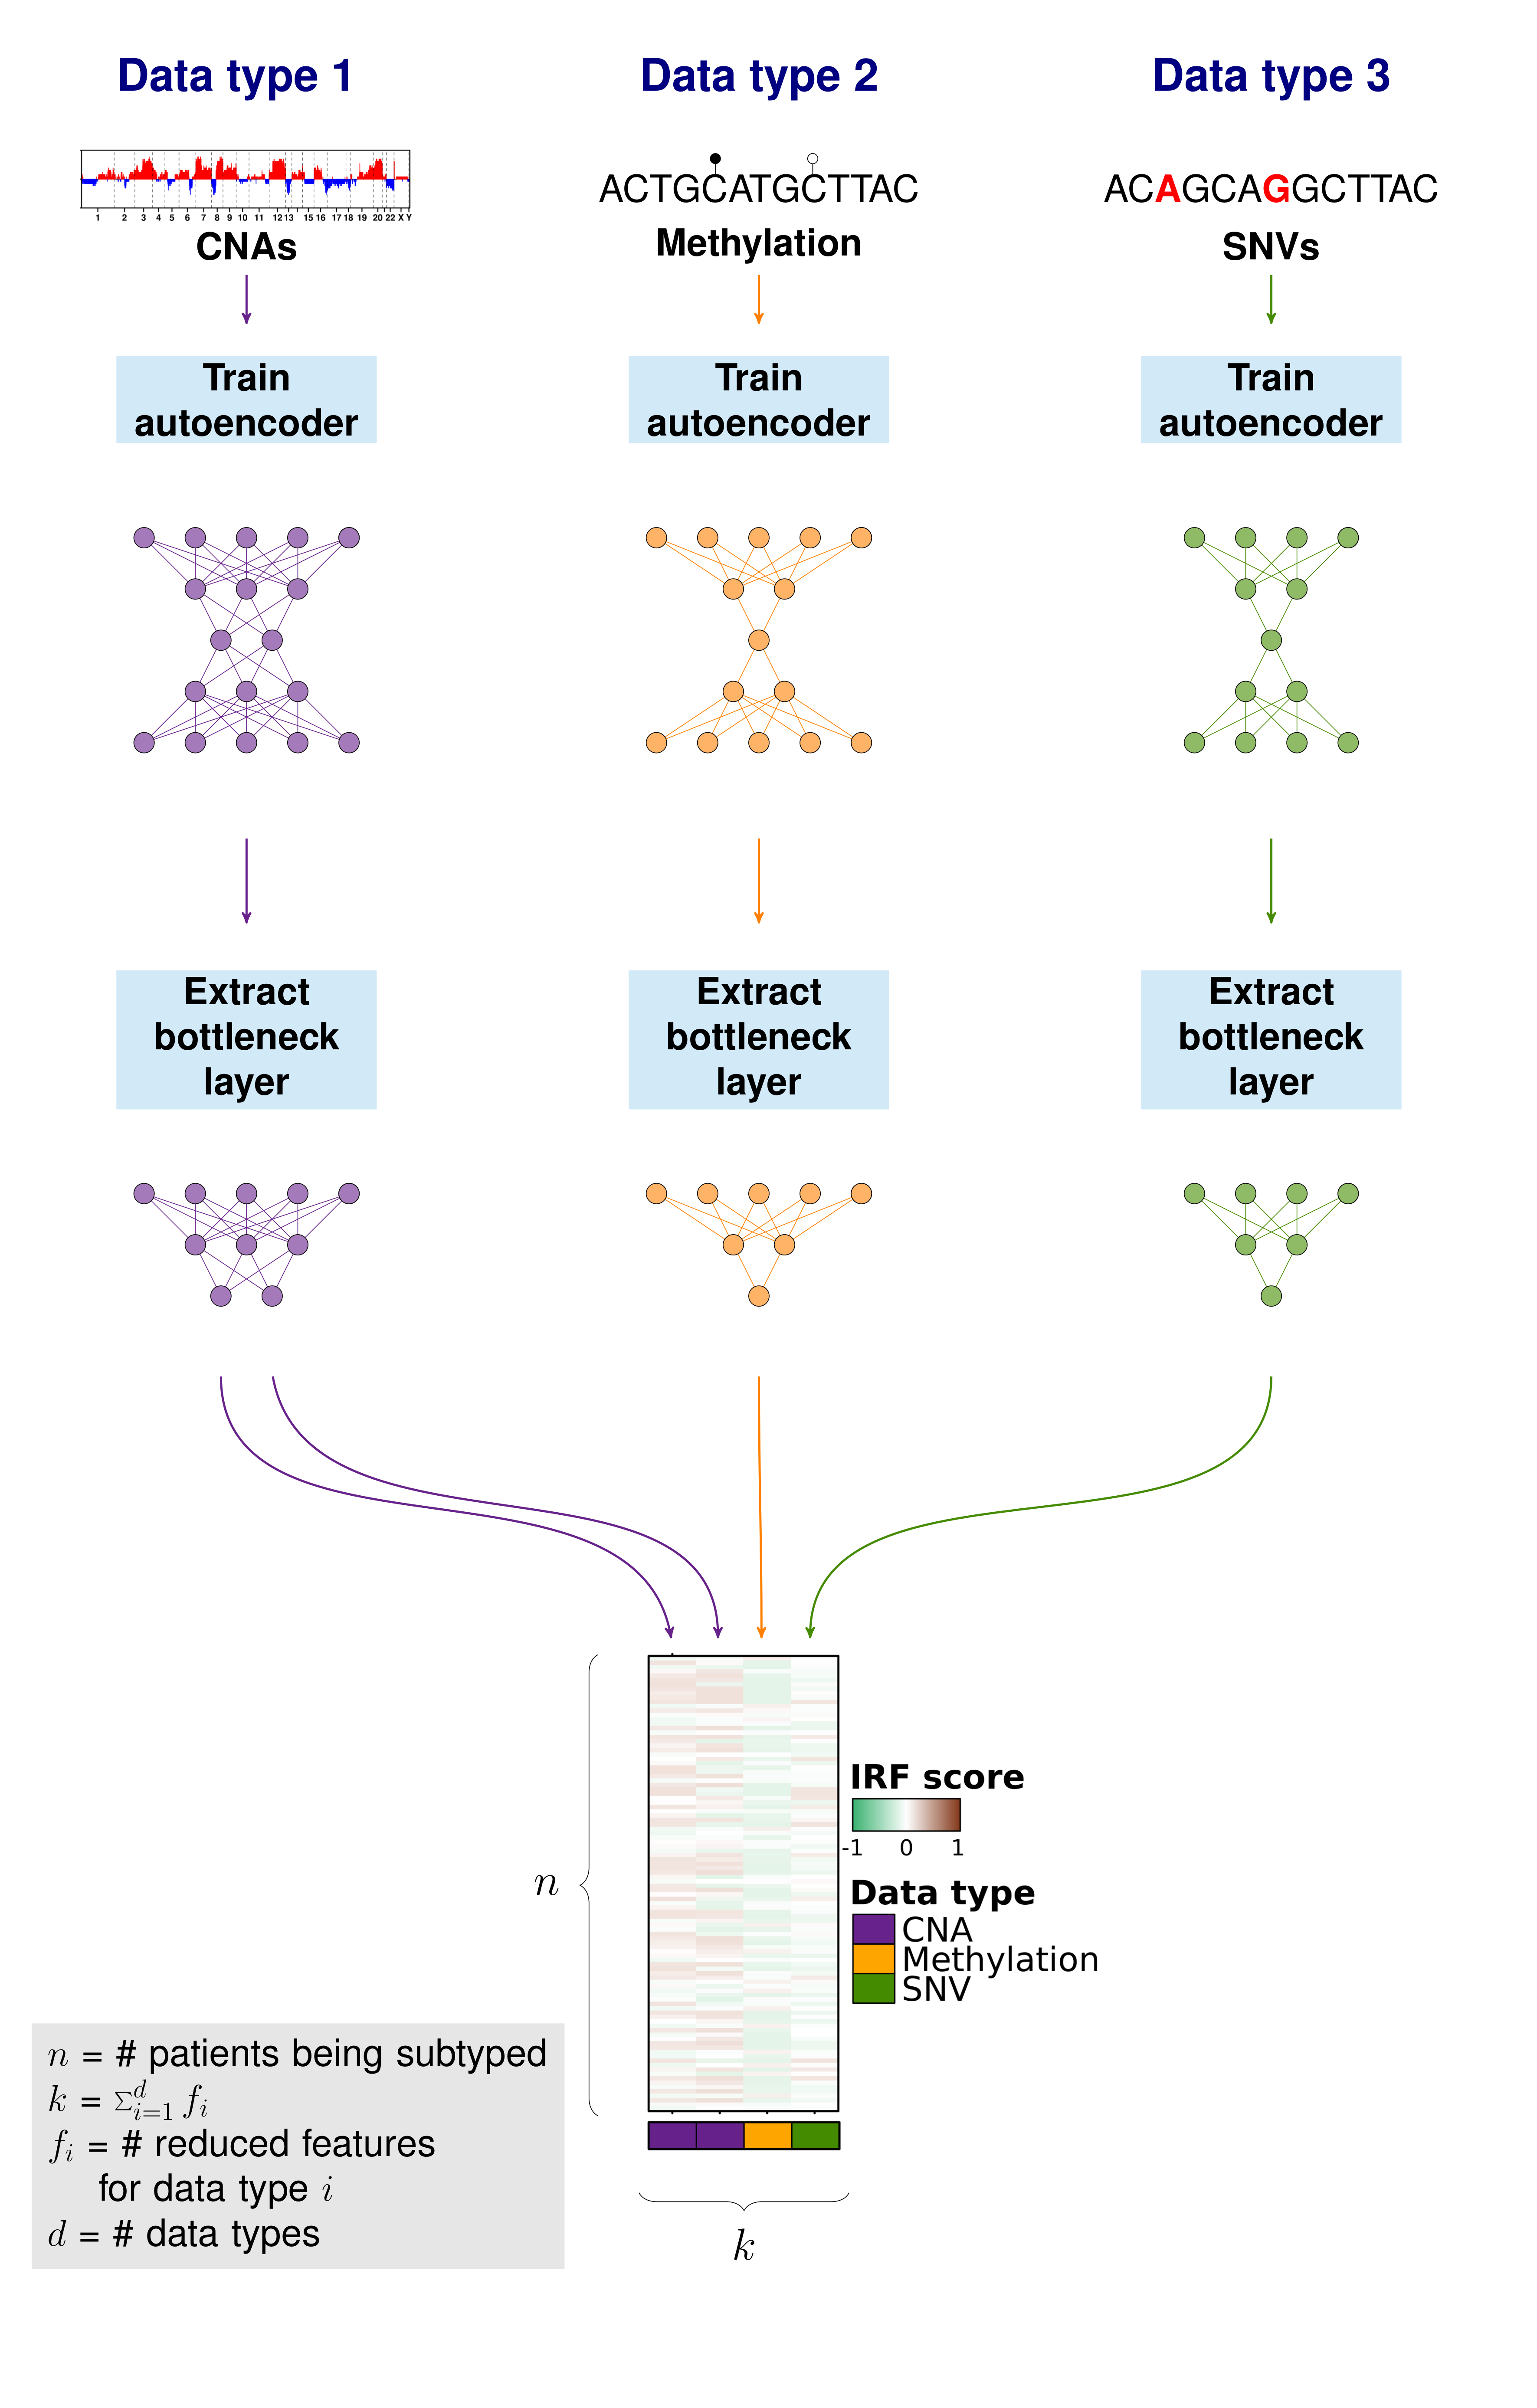 Data type 1
Data type 2
Data type 3
ACTGCATGCTTAC
ACAGCAGGCTTAC
1 2 3 4 5 6 7 8 9 10 11 12 13 15 16 17 18 19 20 22 X Y
CNAs
Methylation
SNVs
Train
autoencoder
Train
autoencoder
Train
autoencoder
Extract
bottleneck
layer
Extract
bottleneck
layer
Extract
bottleneck
layer
IRF score
-1 0 1
n
Data type
CNA
Methylation
SNV
n = # patients being subtyped
k = Σ_{i=1}^{d} f_i
f_i = # reduced features
for data type i
d = # data types
k